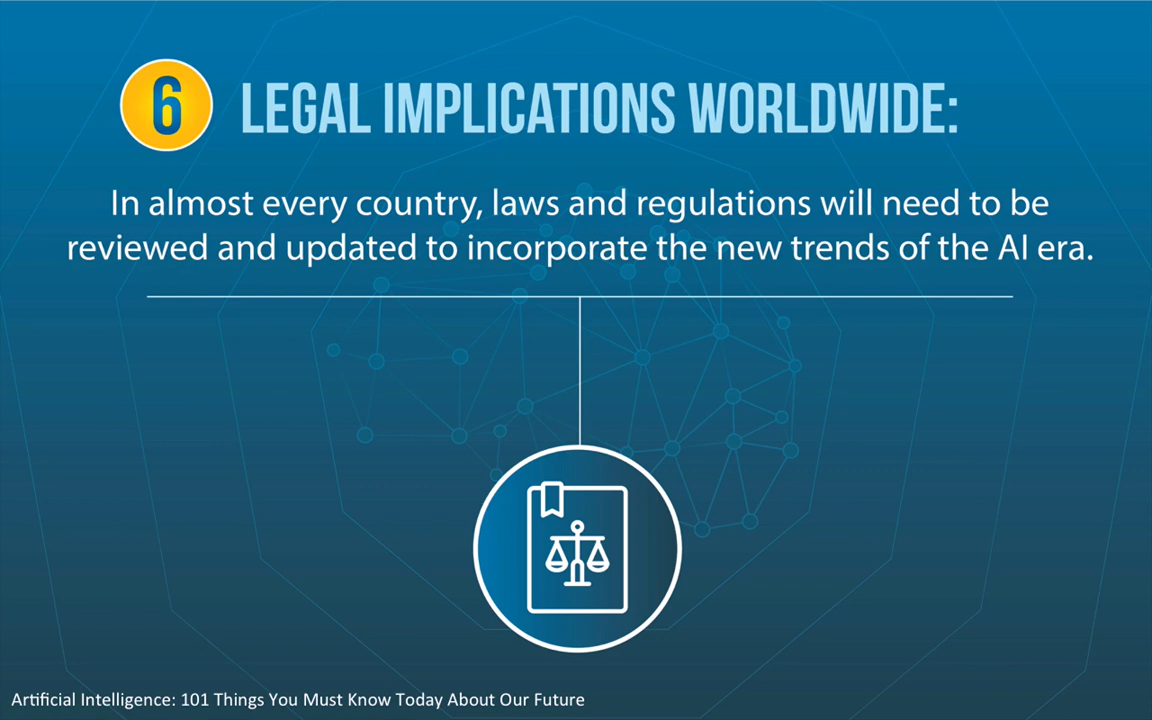 6 LEGAL IMPLICATIONS WORLDWIDE:
In almost every country, laws and regulations will need to be
reviewed and updated to incorporate the new trends of the AI era.
Artificial Intelligence: 101 Things You Must Know Today About Our Future